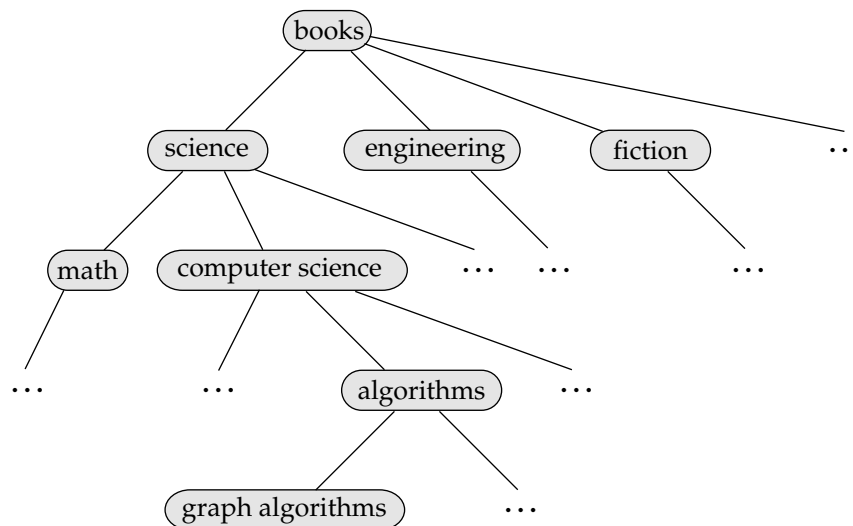 books
science engineering fiction ..
math computer science ... ... ...
... ... algorithms ...
graph algorithms ...